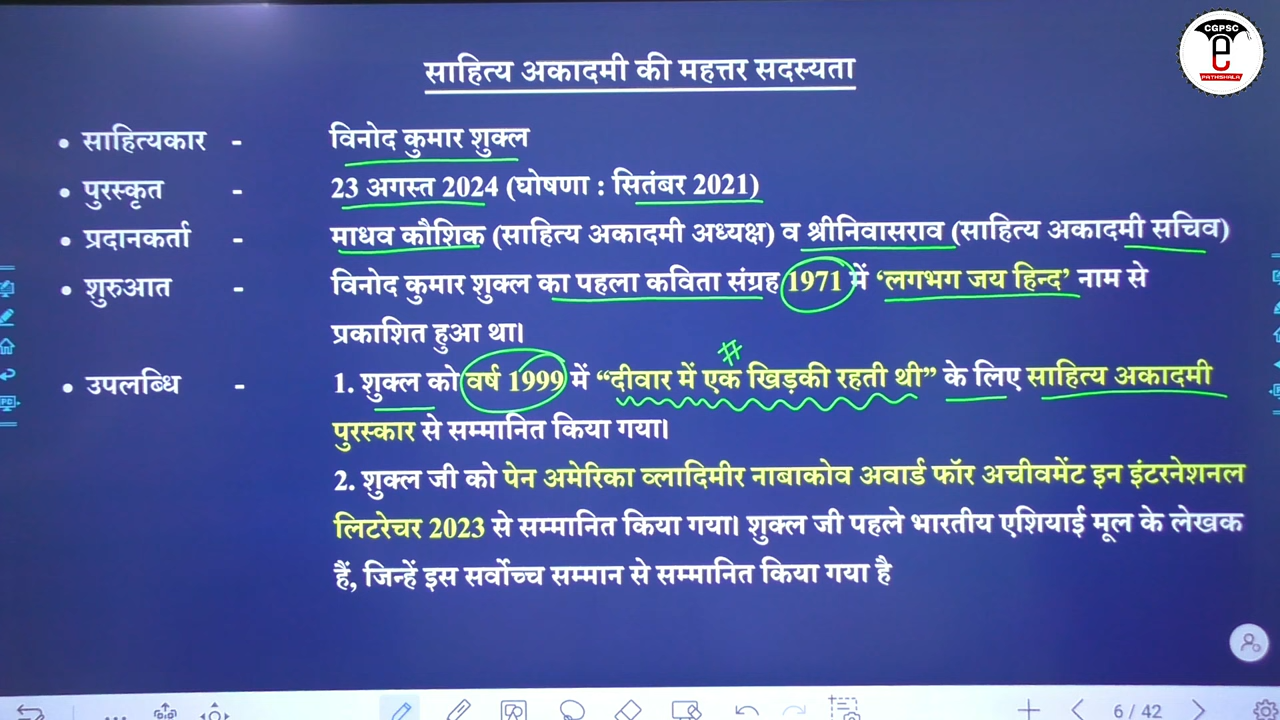 CGPSC
e
PATHSHALA
साहित्य अकादमी की महत्तर सदस्यता
• साहित्यकार - विनोद कुमार शुक्ल
• पुरस्कृत - 23 अगस्त 2024 (घोषणा : सितंबर 2021)
• प्रदानकर्ता - माधव कौशिक (साहित्य अकादमी अध्यक्ष) व श्रीनिवासराव (साहित्य अकादमी सचिव)
• शुरुआत - विनोद कुमार शुक्ल का पहला कविता संग्रह 1971 में ‘लगभग जय हिन्द’ नाम से
प्रकाशित हुआ था।
#
• उपलब्धि - 1. शुक्ल को वर्ष 1999 में “दीवार में एक खिड़की रहती थी” के लिए साहित्य अकादमी
पुरस्कार से सम्मानित किया गया।
2. शुक्ल जी को पेन अमेरिका व्लादिमीर नाबाकोव अवार्ड फॉर अचीवमेंट इन इंटरनेशनल
लिटरेचर 2023 से सम्मानित किया गया। शुक्ल जी पहले भारतीय एशियाई मूल के लेखक
हैं, जिन्हें इस सर्वोच्च सम्मान से सम्मानित किया गया है
6 / 42